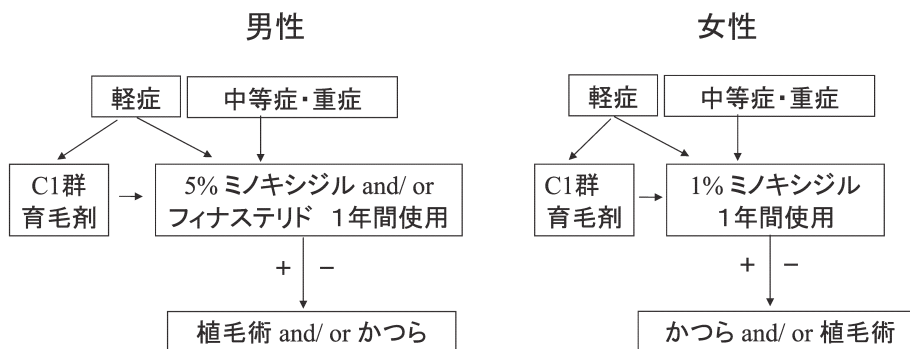 男性
軽症
中等症・重症
C1群
育毛剤
5% ミノキシジル and/ or
フィナステリド 1年間使用
+ −
植毛術 and/ or かつら
女性
軽症
中等症・重症
C1群
育毛剤
1% ミノキシジル
1年間使用
+ −
かつら and/ or 植毛術